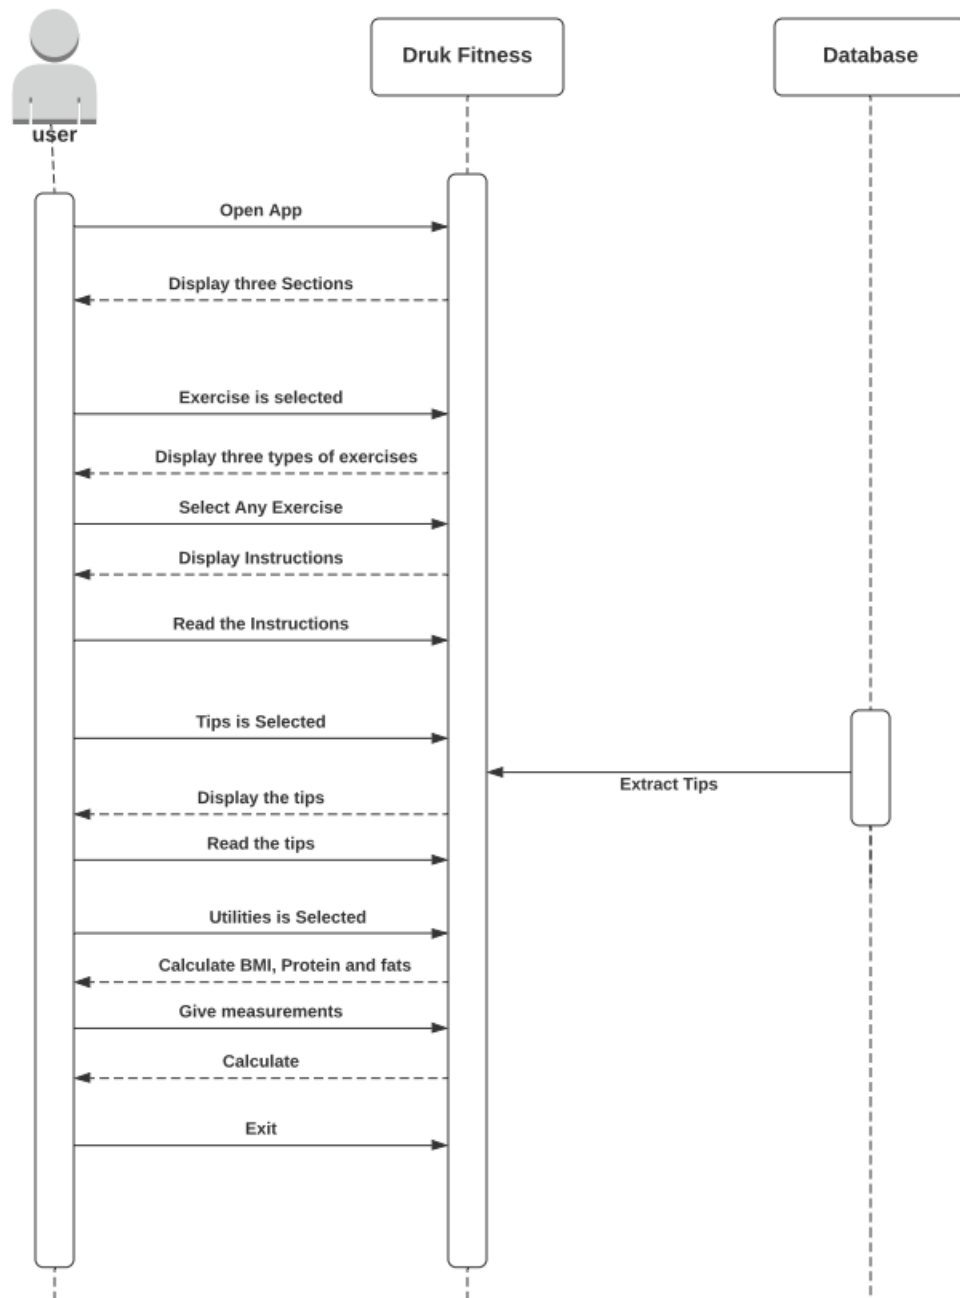 Druk Fitness
Database
user
Open App
Display three Sections
Exercise is selected
Display three types of exercises
Select Any Exercise
Display Instructions
Read the Instructions
Tips is Selected
Extract Tips
Display the tips
Read the tips
Utilities is Selected
Calculate BMI, Protein and fats
Give measurements
Calculate
Exit